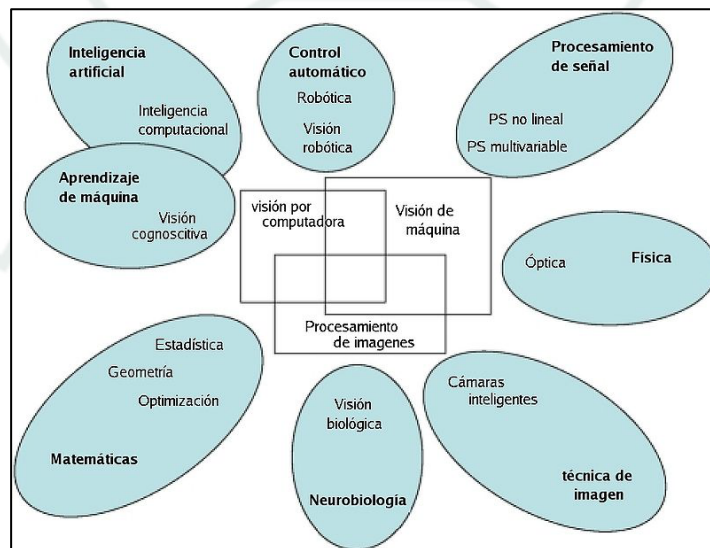 Inteligencia
artificial
Inteligencia
computacional
Control
automático
Robótica
Visión
robótica
Procesamiento
de señal
PS no lineal
PS multivariable
Aprendizaje
de máquina
Visión
cognoscitiva
visión por
computadora
Visión de
máquina
Procesamiento
de imagenes
Óptica
Física
Estadística
Geometría
Optimización
Matemáticas
Visión
biológica
Neurobiología
Cámaras
inteligentes
técnica de
imagen